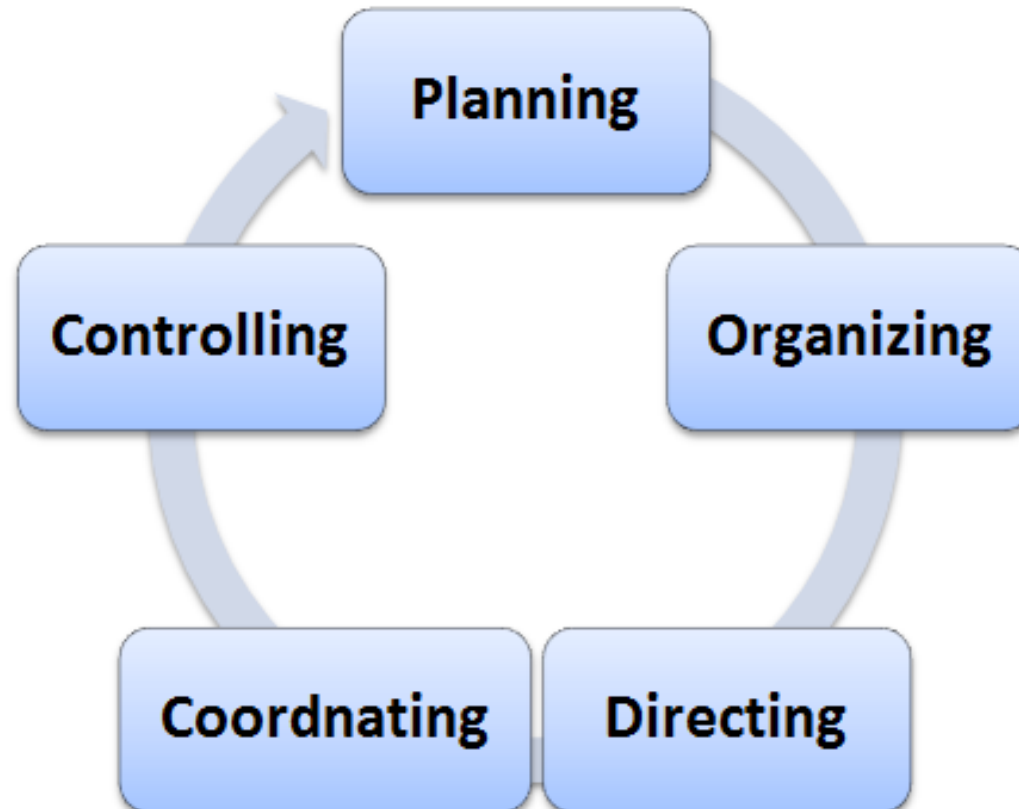 Planning
Organizing
Directing
Coordnating
Controlling